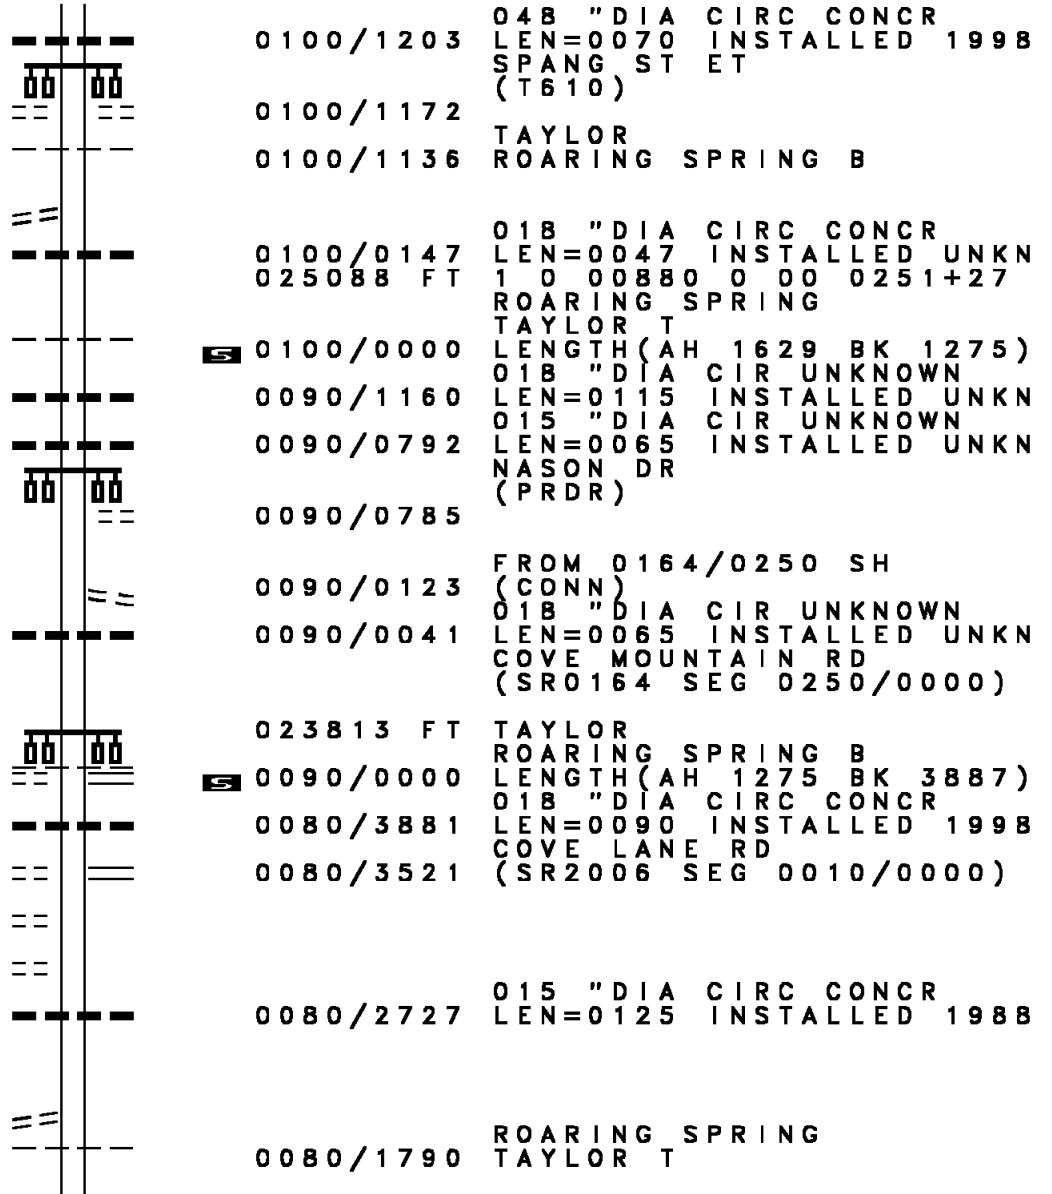 048 "DIA CIRC CONCR
0100/1203 LEN=0070 INSTALLED 1998
SPANG ST ET
(T610)
0100/1172
TAYLOR
0100/1136 ROARING SPRING B
018 "DIA CIRC CONCR
0100/0147 LEN=0047 INSTALLED UNKN
025088 FT 1 0 00880 0 00 0251+27
ROARING SPRING
TAYLOR T
S 0100/0000 LENGTH(AH 1629 BK 1275)
018 "DIA CIR UNKNOWN
0090/1160 LEN=0115 INSTALLED UNKN
015 "DIA CIR UNKNOWN
0090/0792 LEN=0065 INSTALLED UNKN
NASON DR
(PRDR)
0090/0785
FROM 0164/0250 SH
0090/0123 (CONN)
018 "DIA CIR UNKNOWN
0090/0041 LEN=0065 INSTALLED UNKN
COVE MOUNTAIN RD
(SR0164 SEG 0250/0000)
023813 FT TAYLOR
ROARING SPRING B
S 0090/0000 LENGTH(AH 1275 BK 3887)
018 "DIA CIRC CONCR
0080/3881 LEN=0090 INSTALLED 1998
COVE LANE RD
0080/3521 (SR2006 SEG 0010/0000)
015 "DIA CIRC CONCR
0080/2727 LEN=0125 INSTALLED 1988
ROARING SPRING
0080/1790 TAYLOR T